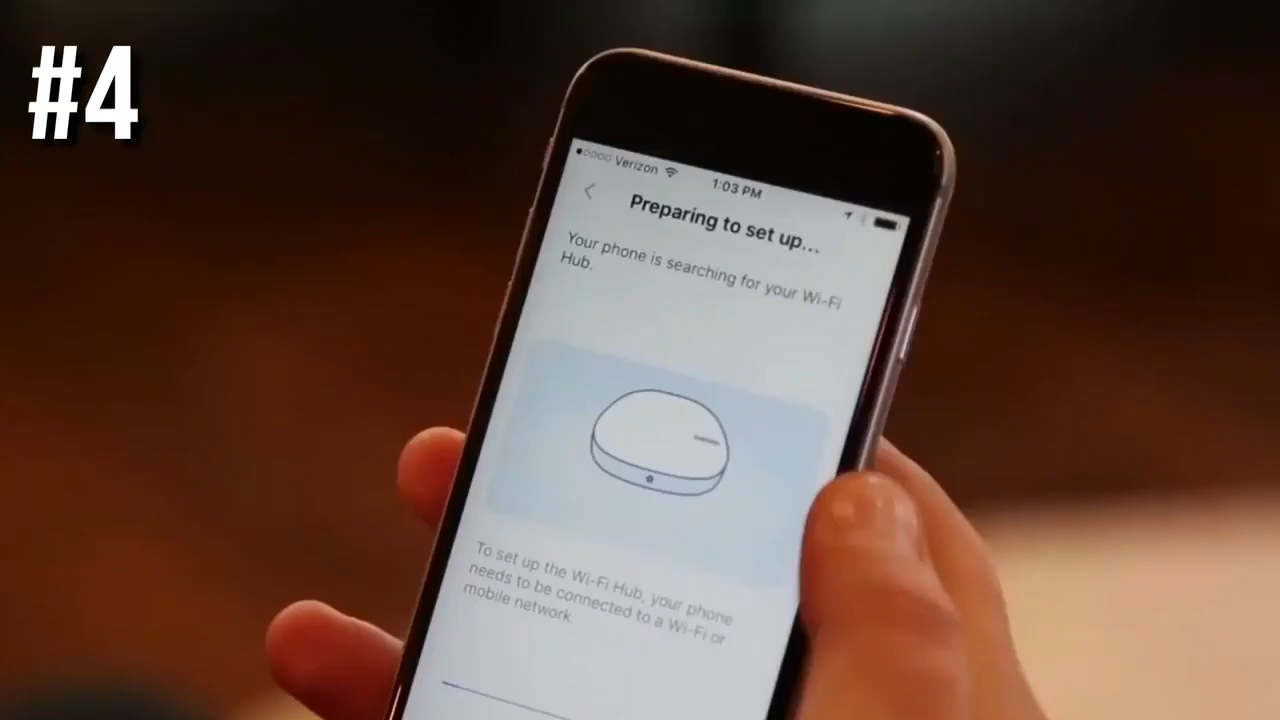 #4
Verizon
1:03 PM
Preparing to set up...
Your phone is searching for your Wi-Fi
Hub.
To set up the Wi-Fi Hub, your phone
needs to be connected to a Wi-Fi or
mobile network.